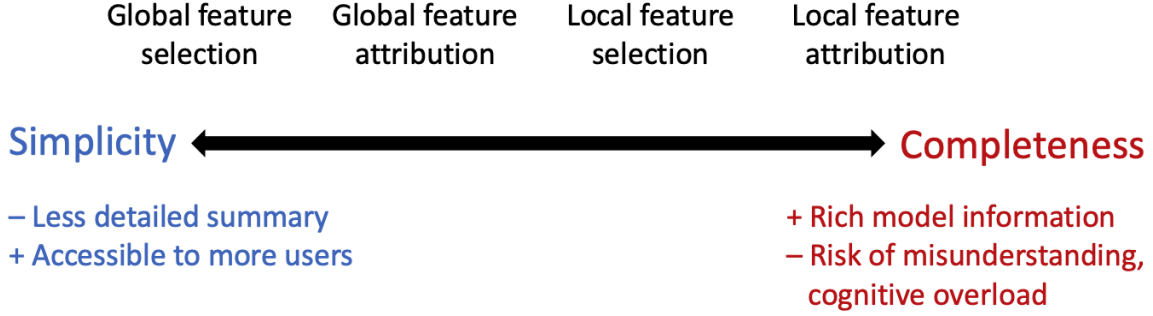 Global feature
selection
Global feature
attribution
Local feature
selection
Local feature
attribution
Simplicity
Completeness
– Less detailed summary
+ Accessible to more users
+ Rich model information
– Risk of misunderstanding,
cognitive overload